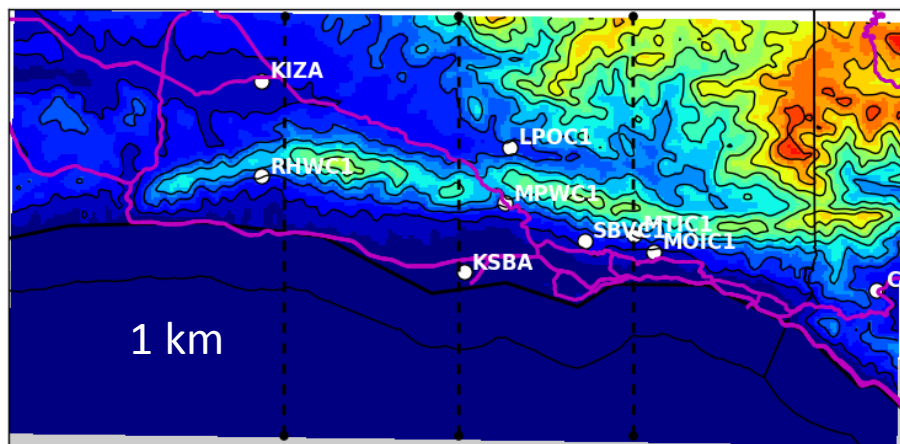 KIZA
LPOC1
RHWC1
MPWC1
SBVC1
MTIC1
MOIC1
KSBA
C
1 km